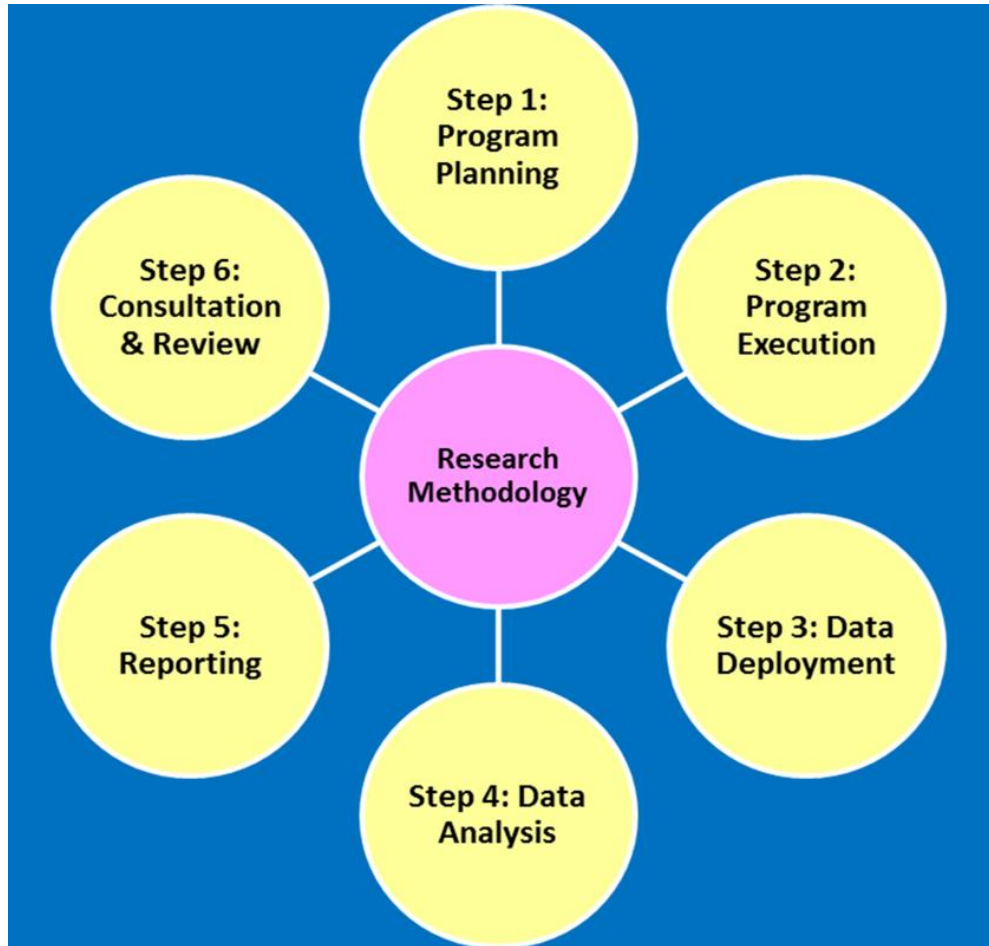 Step 1:
Program
Planning
Step 2:
Program
Execution
Step 3: Data
Deployment
Step 4: Data
Analysis
Step 5:
Reporting
Step 6:
Consultation
& Review
Research
Methodology